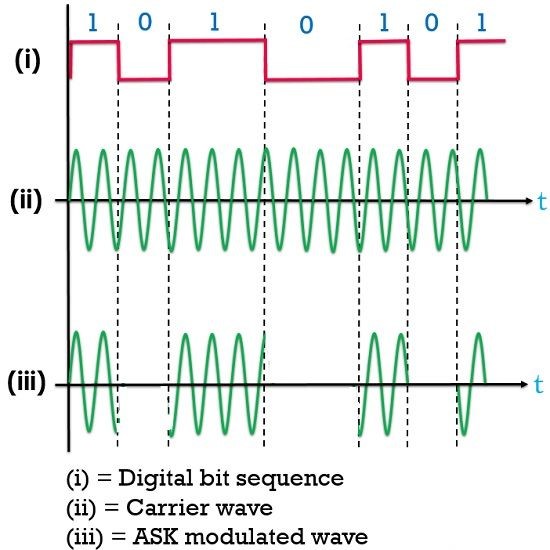 1 0 1 0 1 0 1
(i)
(ii) t
(iii) t
(i) = Digital bit sequence
(ii) = Carrier wave
(iii) = ASK modulated wave